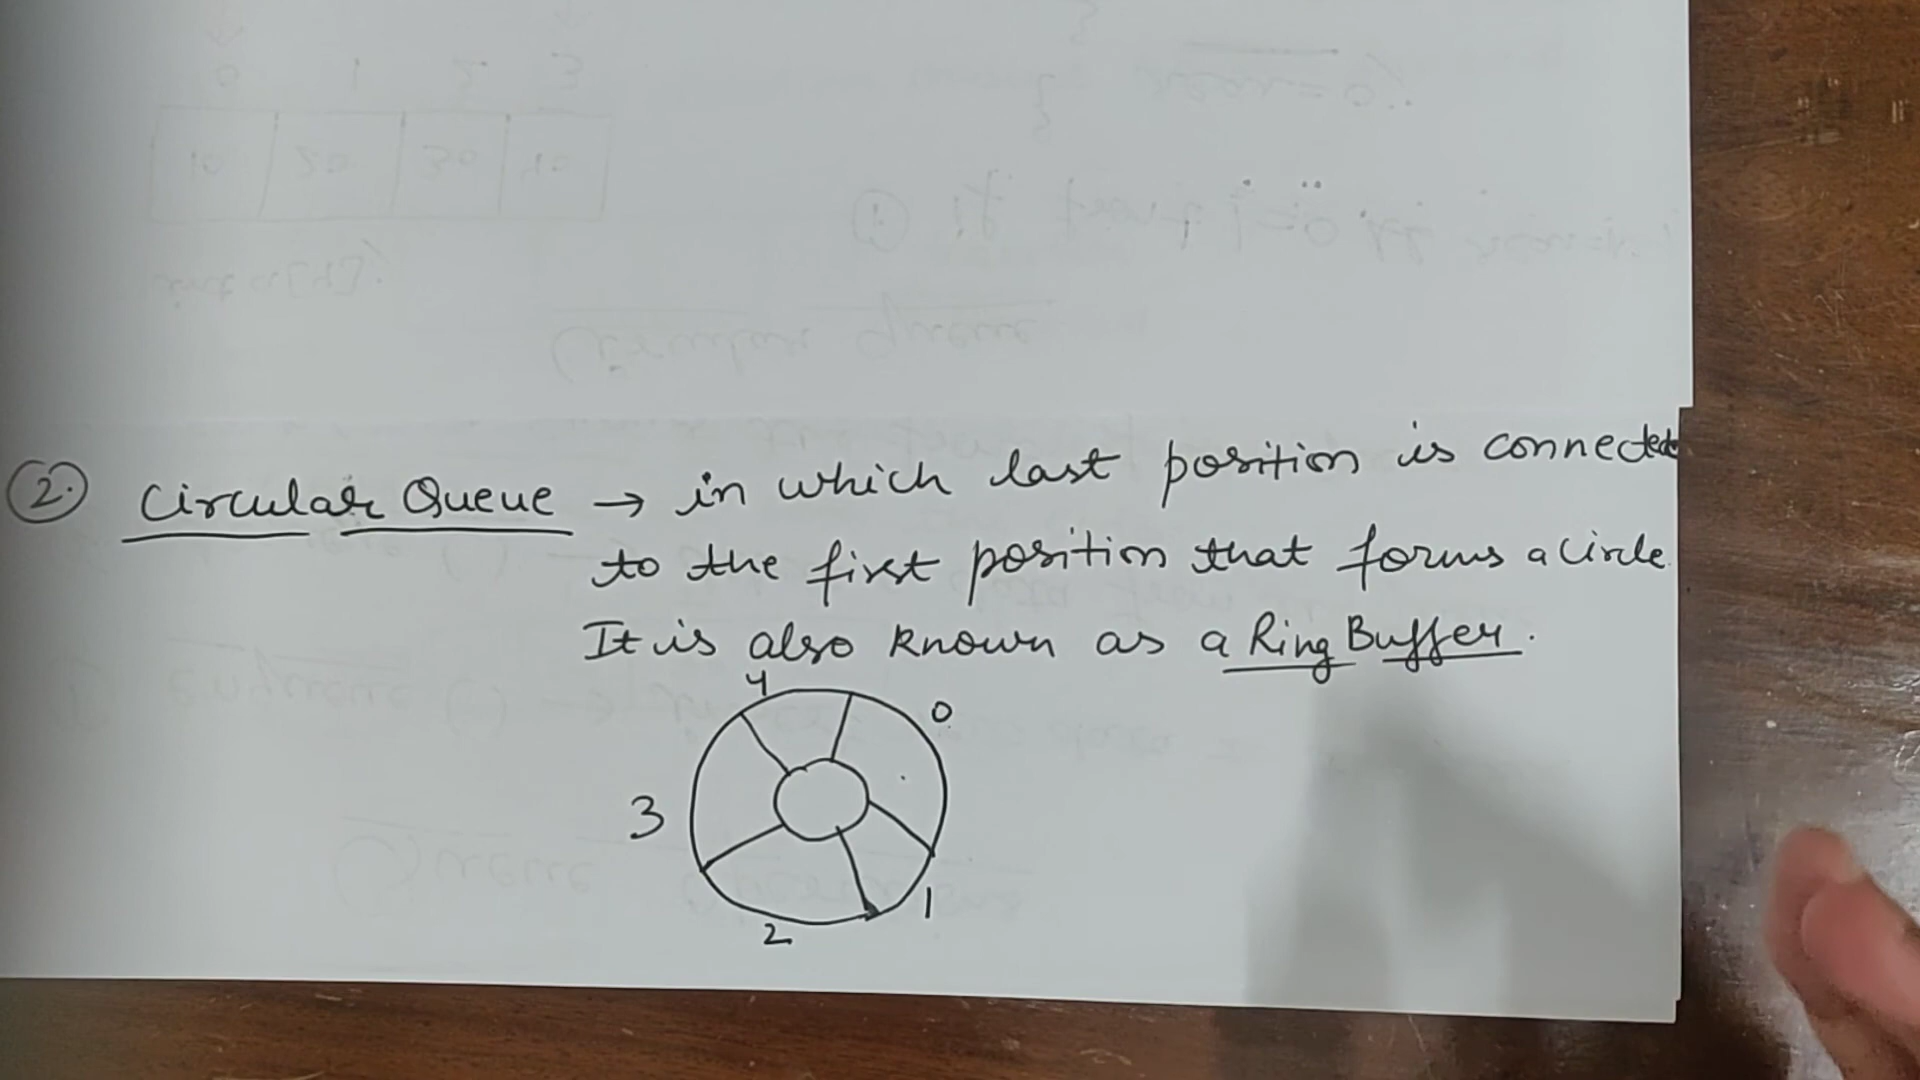 2. Circular Queue → in which last position is connected
to the first position that forms a circle.
It is also known as a Ring Buffer.
4
0
3
1
2